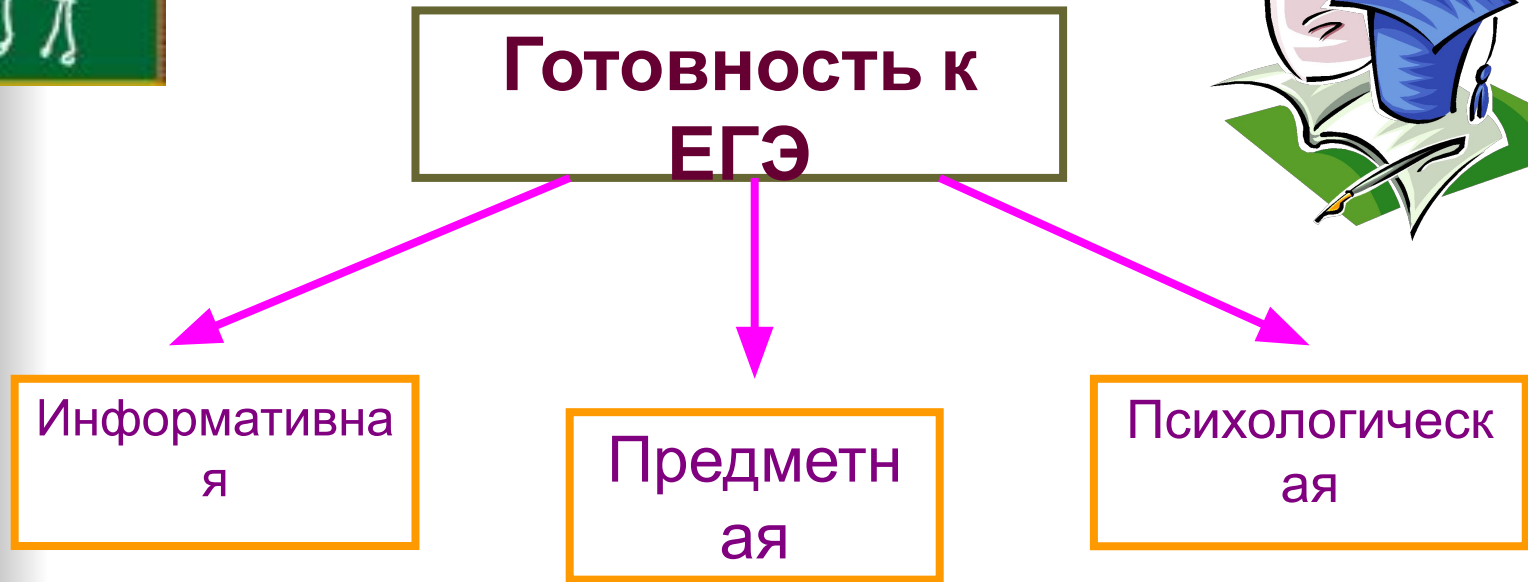 Готовность к
ЕГЭ
Информативна
я
Предметн
ая
Психологическ
ая